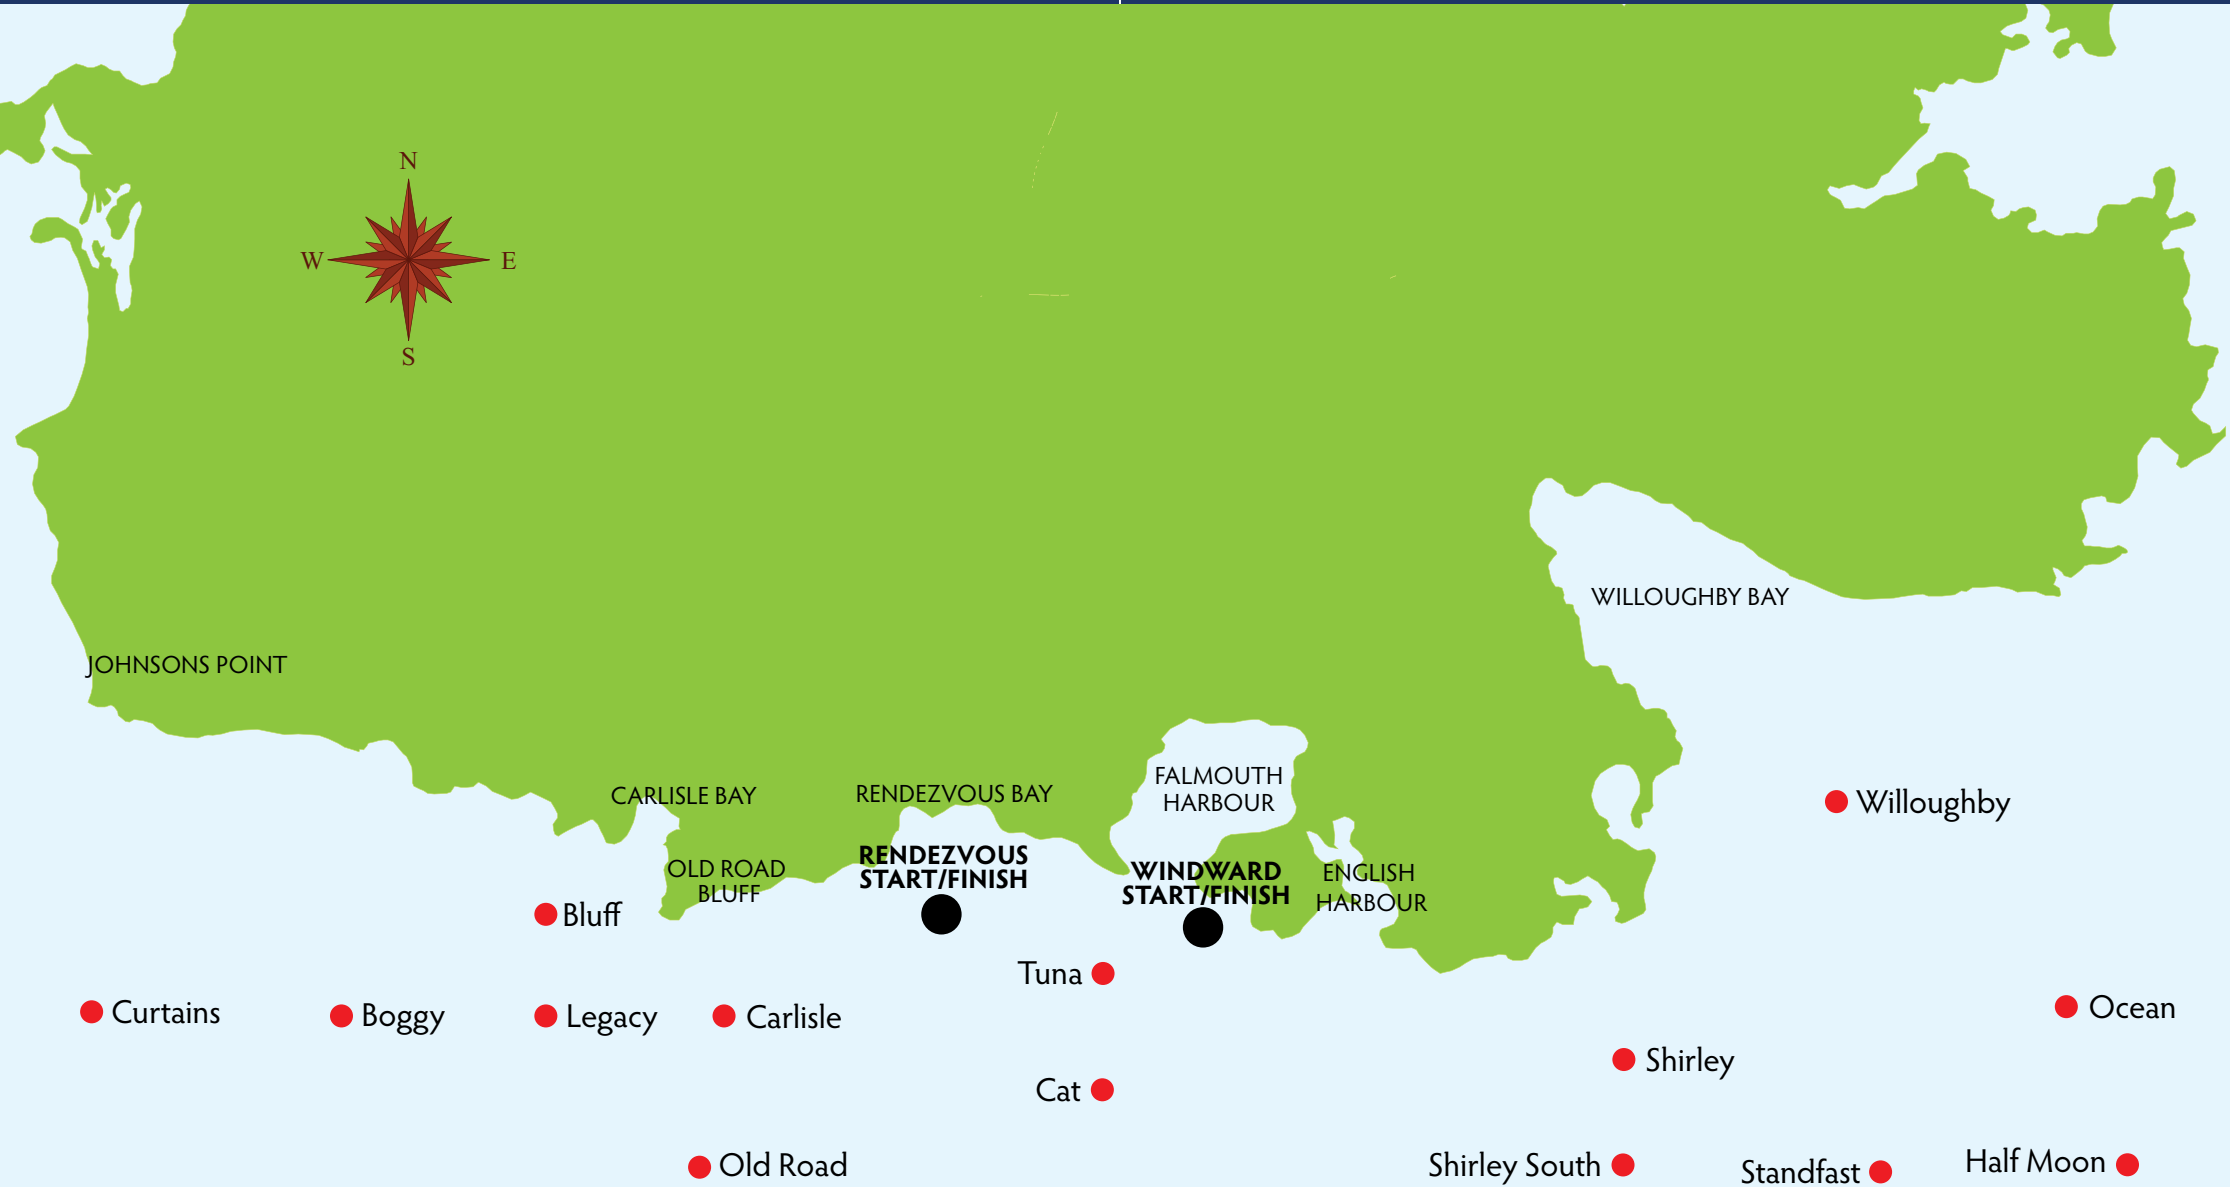 N
W
E
S
WILLOUGHBY BAY
JOHNSONS POINT
FALMOUTH
HARBOUR
CARLISLE BAY
RENDEZVOUS BAY
Willoughby
RENDEZVOUS
START/FINISH
OLD ROAD
BLUFF
WINDWARD
START/FINISH
ENGLISH
HARBOUR
Bluff
Tuna
Curtains
Boggy
Legacy
Carlisle
Ocean
Shirley
Cat
Old Road
Shirley South
Standfast
Half Moon